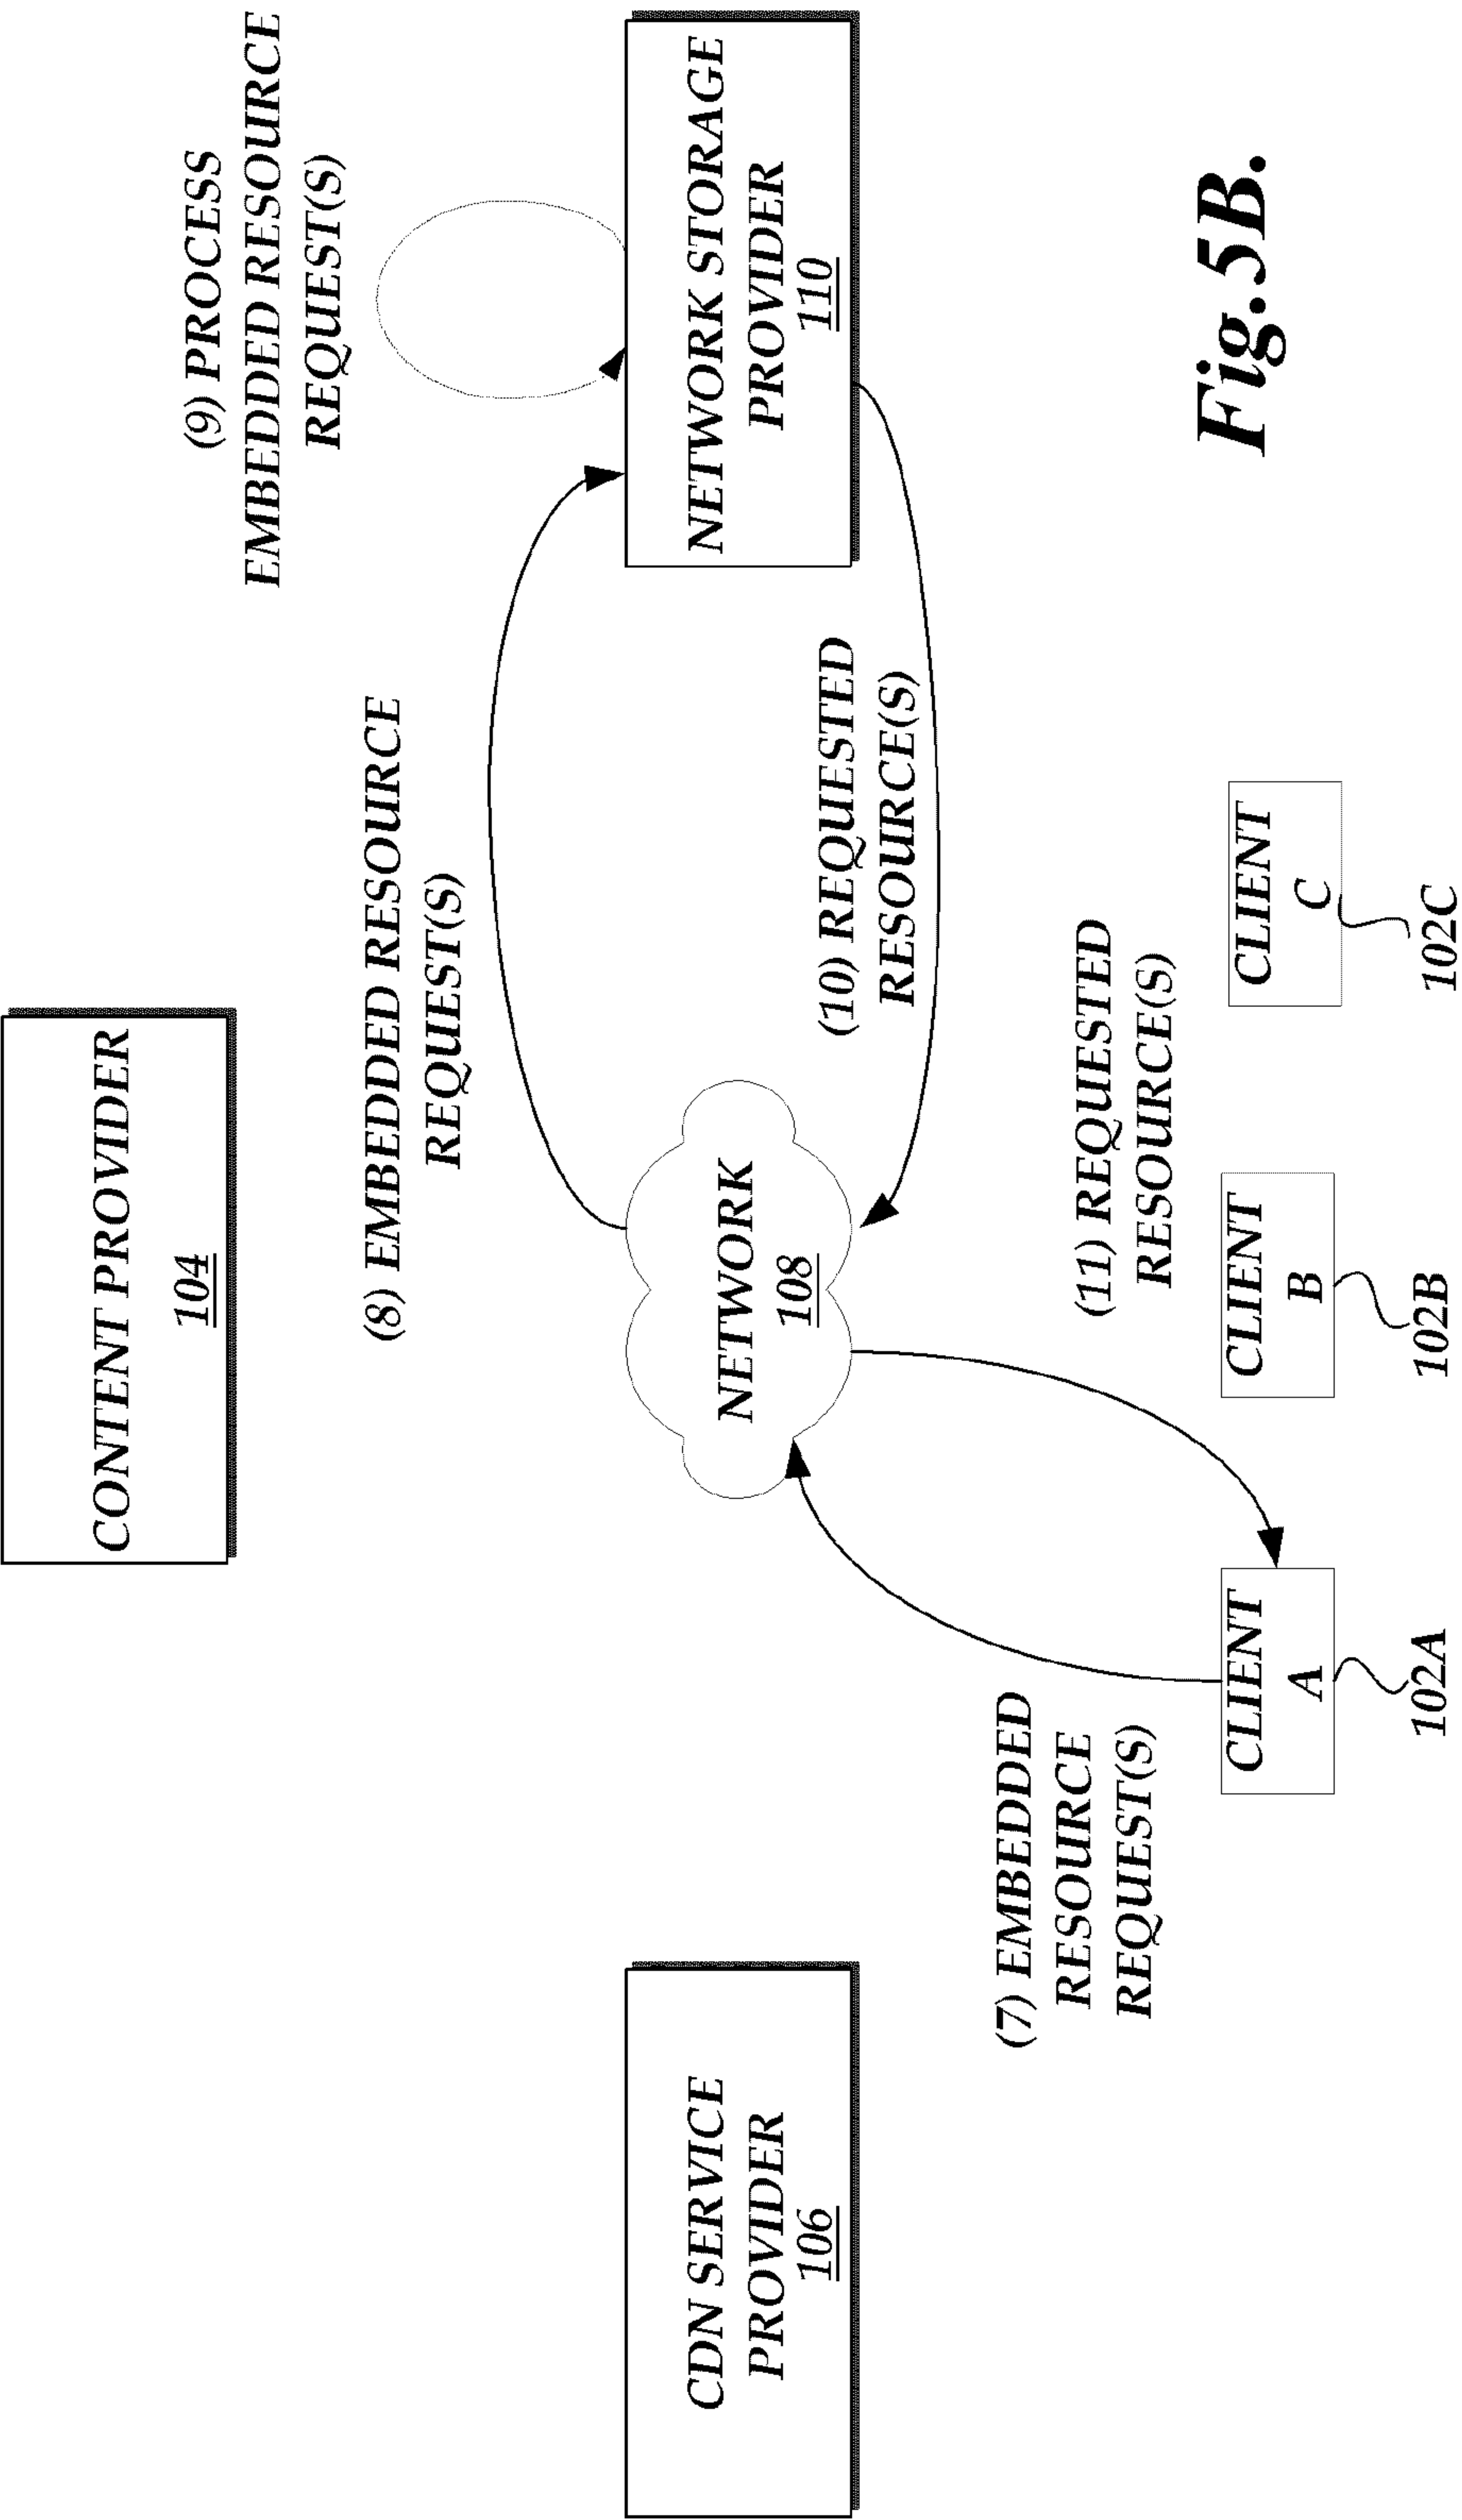 CONTENT PROVIDER
104
(9) PROCESS
EMBEDDED RESOURCE
REQUEST(S)
(8) EMBEDDED RESOURCE
REQUEST(S)
CDN SERVICE
PROVIDER
106
NETWORK
108
NETWORK STORAGE
PROVIDER
110
(10) REQUESTED
RESOURCE(S)
(7) EMBEDDED
RESOURCE
REQUEST(S)
(11) REQUESTED
RESOURCE(S)
CLIENT
A
102A
CLIENT
B
102B
CLIENT
C
102C
Fig.5B.